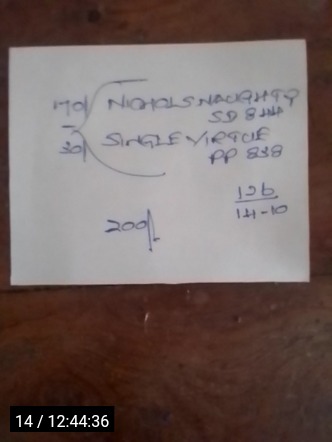 170/ NICHOLS NAUGHTY
SD 844
30/ SINGLE VIRTUE
PP 838
126
14-10
200/-
14 / 12:44:36